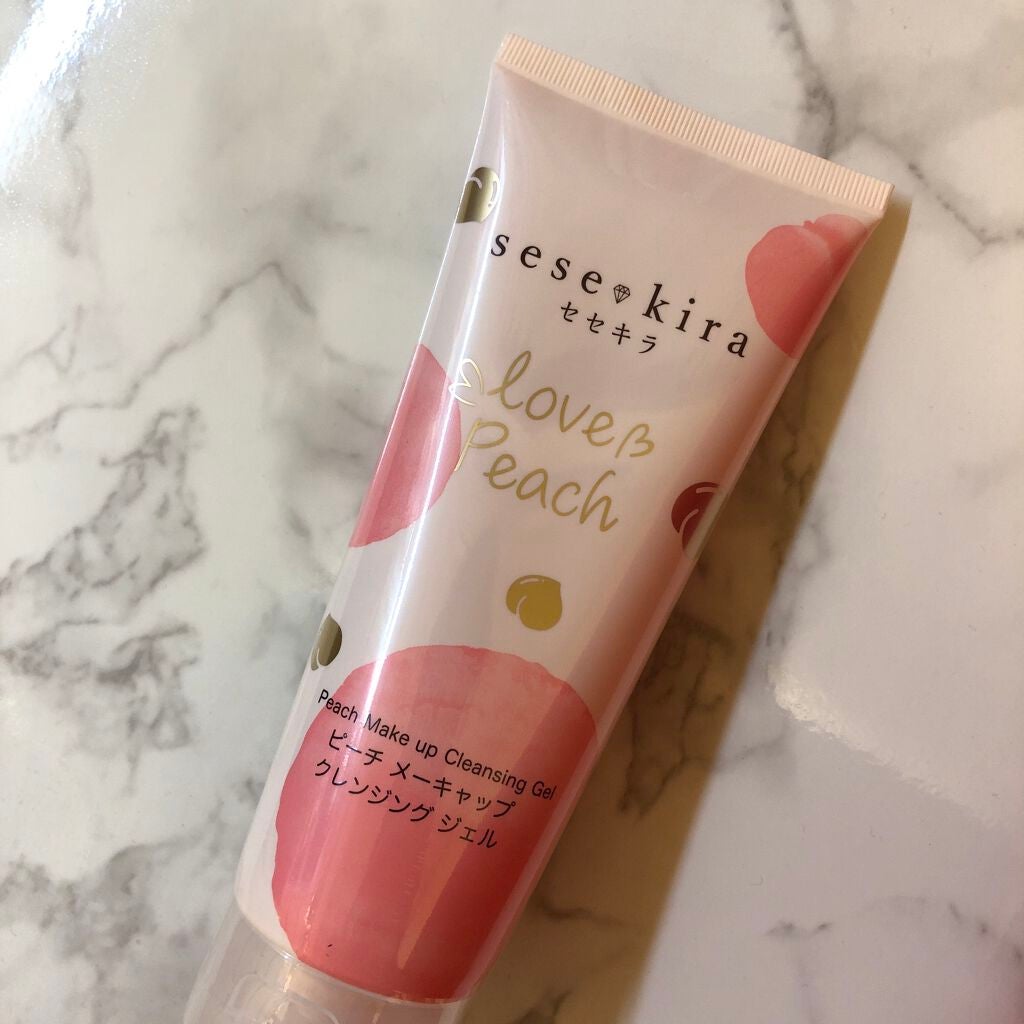 sese kira
セセキラ
love
Peach
Peach Make up Cleansing Gel
ピーチ メーキャップ
クレンジング ジェル